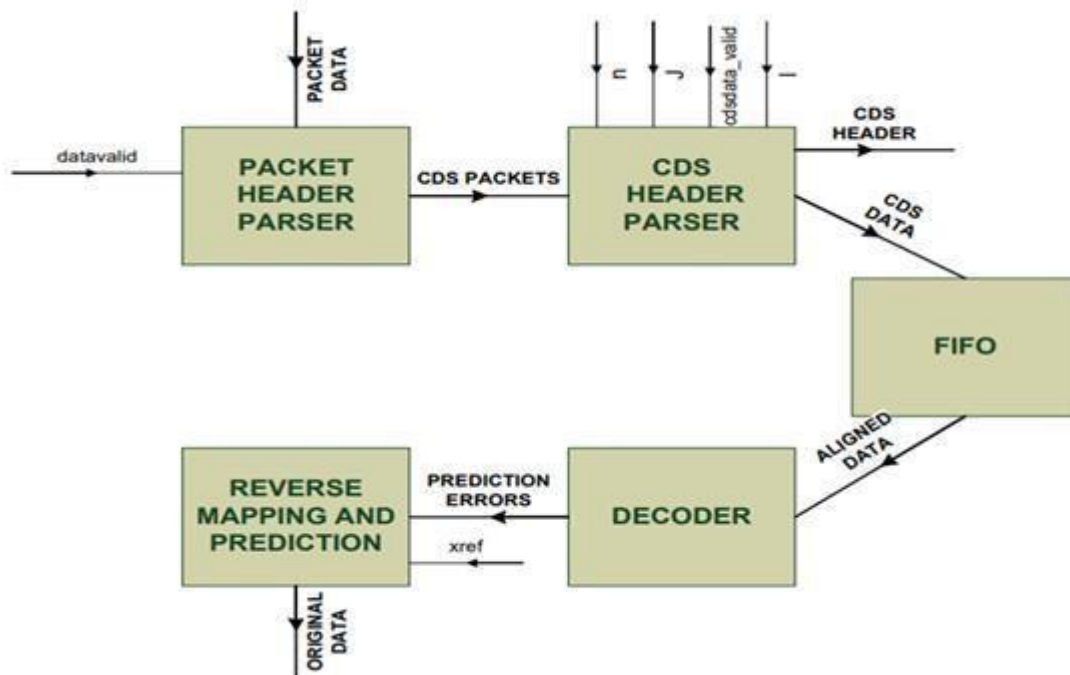 PACKET
DATA
n
J
cdsdata_valid
I
datavalid
PACKET
HEADER
PARSER
CDS PACKETS
CDS
HEADER
PARSER
CDS
HEADER
CDS
DATA
FIFO
ALIGNED
DATA
DECODER
PREDICTION
ERRORS
xref
REVERSE
MAPPING AND
PREDICTION
ORIGINAL
DATA